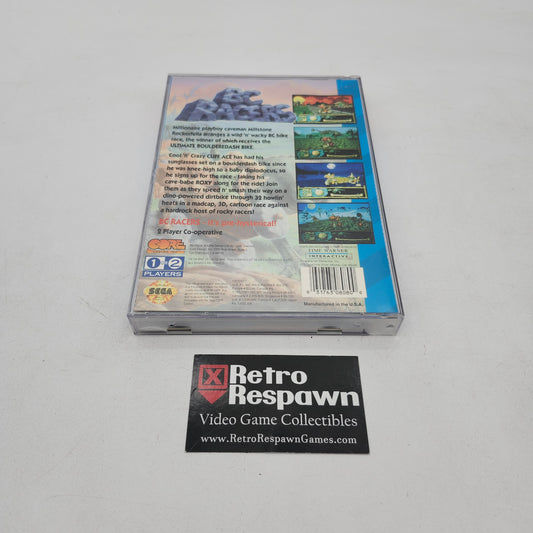 BC
RACERS
Millionaire playboy caveman Millstone
Rockerfella arranges a wild 'n' wacky BC bike
race, the winner of which receives the
ULTIMATE BOULDERDASH BIKE.
Cool 'n' Crazy CLIFF ACE has had his
sunglasses set on a boulderdash bike since
he was knee-high to a baby diplodocus, so
he signs up for the race - taking his
cave-babe ROXY along for the ride! Join
them as they speed n' smash their way on a
dino-powered dirtbike through 32 howlin'
heats in a madcap, 3D, cartoon race against
a hardrock host of rocky racers!
BC RACERS - it's pre-hysterical!
2 Player Co-operative
CORE
1 2
PLAYERS
SEGA
TIME WARNER
INTERACTIVE
Manufactured in the U.S.A.
Retro
Respawn
Video Game Collectibles
www.RetroRespawnGames.com